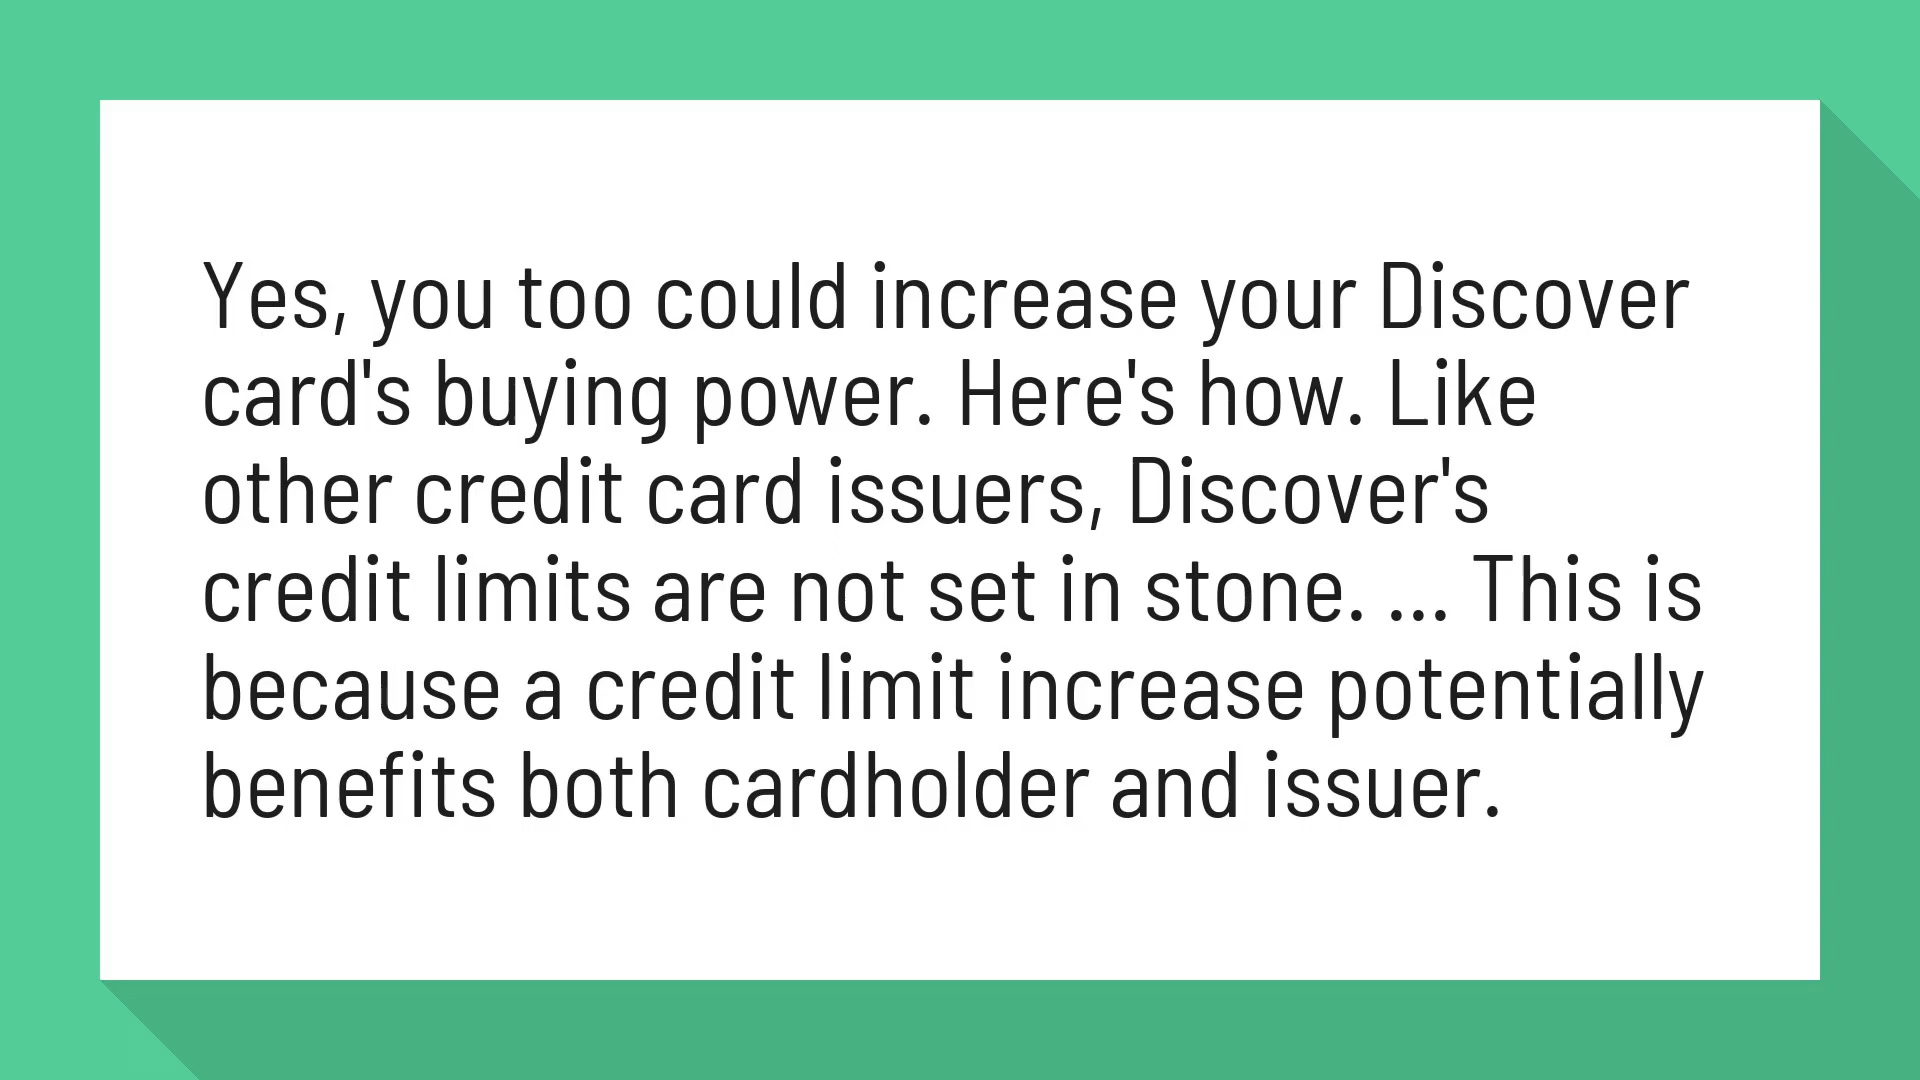 Yes, you too could increase your Discover
card's buying power. Here's how. Like
other credit card issuers, Discover's
credit limits are not set in stone. ... This is
because a credit limit increase potentially
benefits both cardholder and issuer.